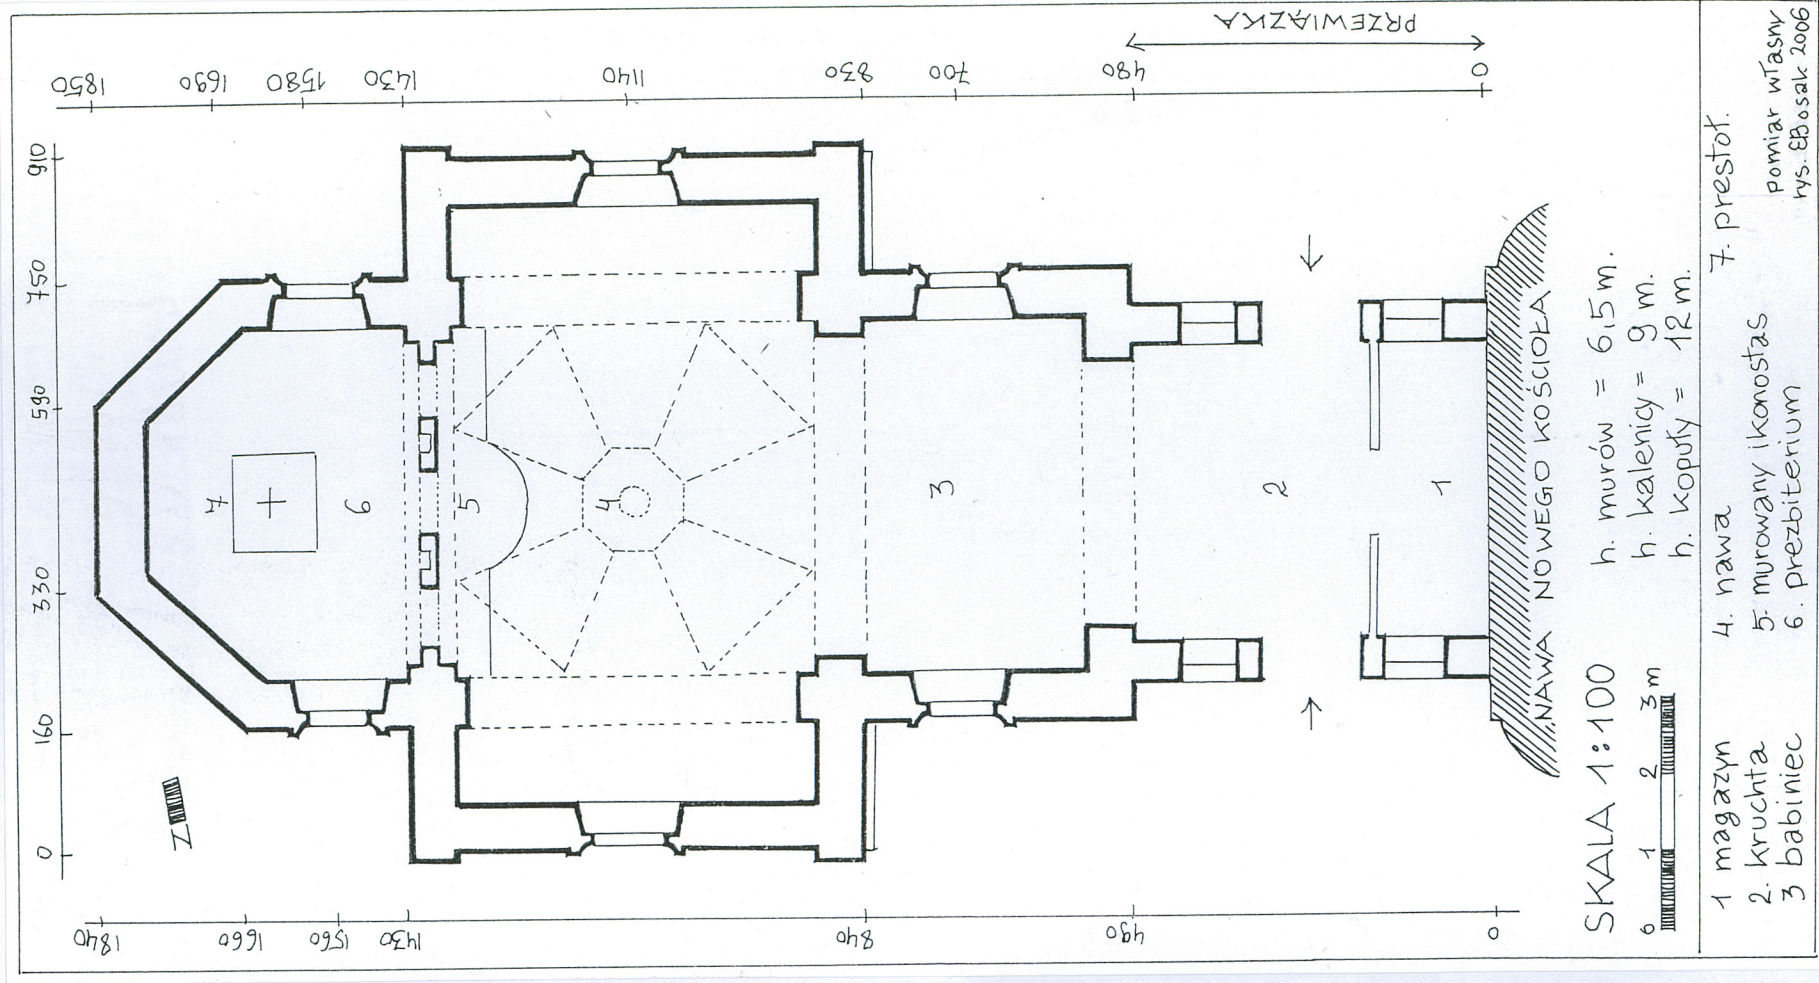 PRZEWIĄZKA
1850 1690 1580 1430 1140 830 700 480 0
910
750
590
330
160
0
N
7
6
5
4
3
2
1
1840 1660 1560 1430 840 490 0
"NAWA NOWEGO KOŚCIOŁA"
SKALA 1:100
0 1 2 3m
h. murów = 6,5 m.
h. kalenicy = 9 m.
h. kopuły = 12 m.
1 magazyn
2. kruchta
3 babiniec
4. nawa
5. murowany ikonostas
6. prezbiterium
7. prestoł.
pomiar własny
rys. EBosak 2006